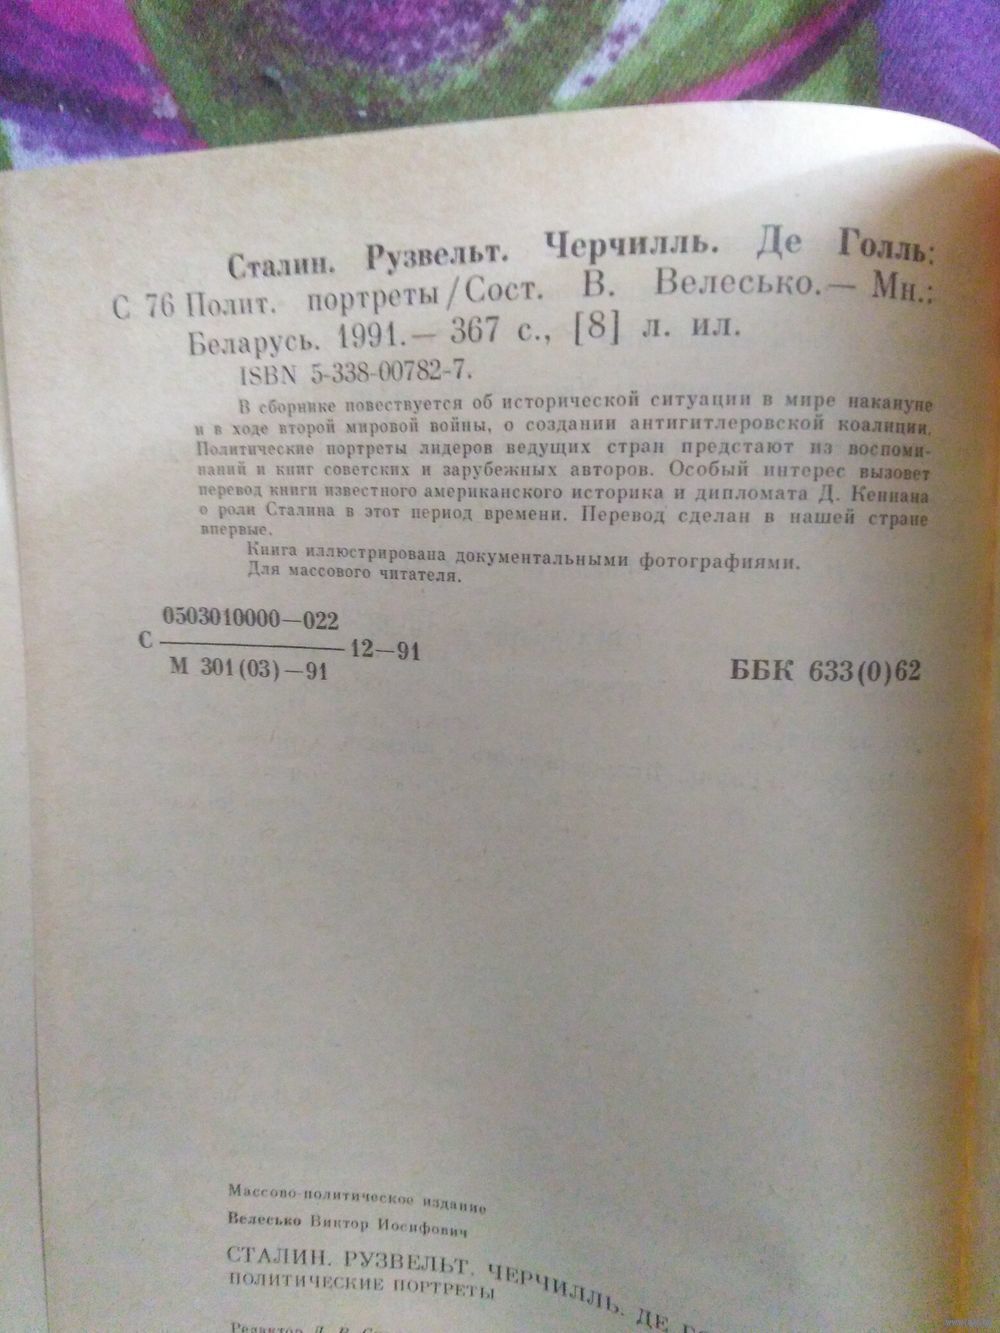 Сталин. Рузвельт. Черчилль. Де Голль:
С 76 Полит. портреты/Сост. В. Велесько.— Мн.:
Беларусь. 1991.— 367 с., [8] л. ил.
ISBN 5-338-00782-7.
В сборнике повествуется об исторической ситуации в мире накануне
и в ходе второй мировой войны, о создании антигитлеровской коалиции.
Политические портреты лидеров ведущих стран предстают из воспоми-
наний и книг советских и зарубежных авторов. Особый интерес вызовет
перевод книги известного американского историка и дипломата Д. Кеннана
о роли Сталина в этот период времени. Перевод сделан в нашей стране
впервые.
Книга иллюстрирована документальными фотографиями.
Для массового читателя.
0503010000—022
С 12—91
М 301(03)—91
ББК 633(0)62
Массово-политическое издание
Велесько Виктор Иосифович
СТАЛИН. РУЗВЕЛЬТ. ЧЕРЧИЛЛЬ. ДЕ
ПОЛИТИЧЕСКИЕ ПОРТРЕТЫ
Редактор